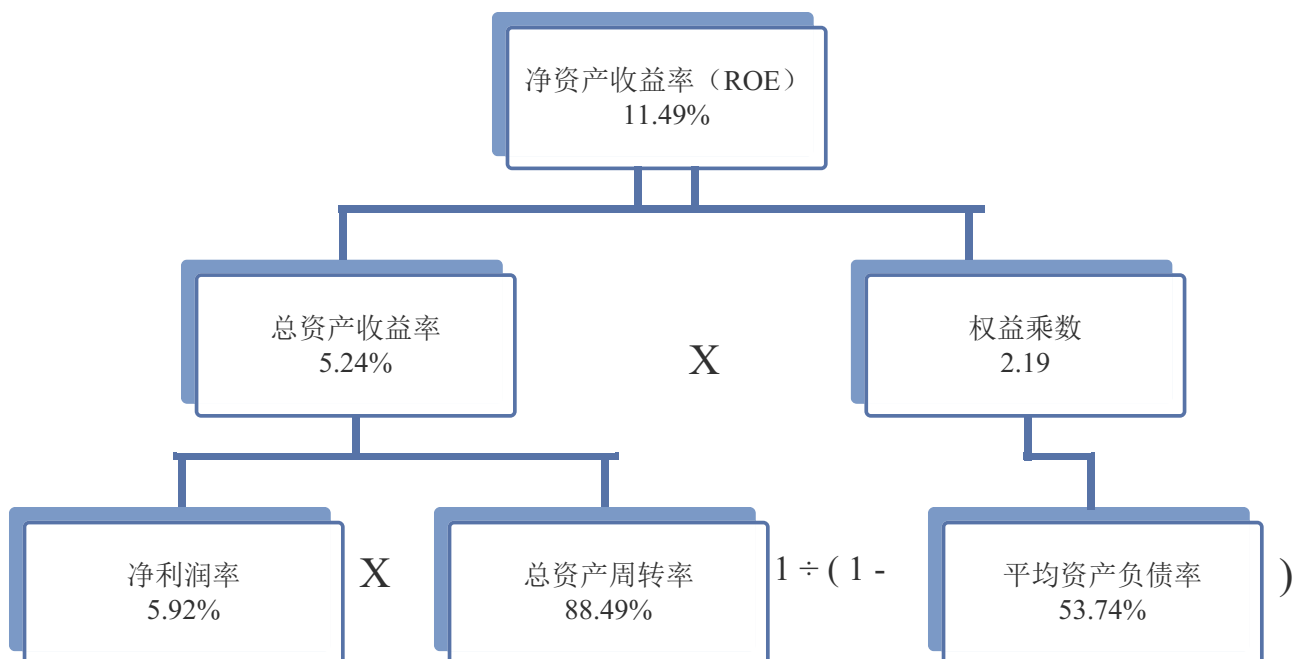 净资产收益率（ROE）
11.49%
总资产收益率
5.24%
X
权益乘数
2.19
净利润率
5.92%
X
总资产周转率
88.49%
1 ÷ ( 1 -
平均资产负债率
53.74%
)